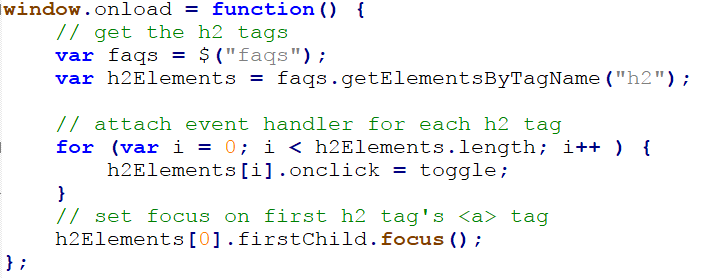 window.onload = function() {
// get the h2 tags
var faqs = $("faqs");
var h2Elements = faqs.getElementsByTagName("h2");
// attach event handler for each h2 tag
for (var i = 0; i < h2Elements.length; i++ ) {
h2Elements[i].onclick = toggle;
}
// set focus on first h2 tag's <a> tag
h2Elements[0].firstChild.focus();
};